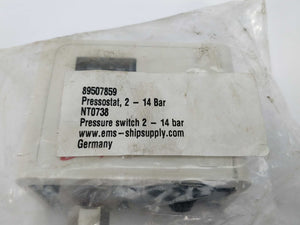 89507859
Pressostat, 2 - 14 Bar
NT0738
Pressure switch 2 - 14 bar
www.ems-shipsupply.com
Germany